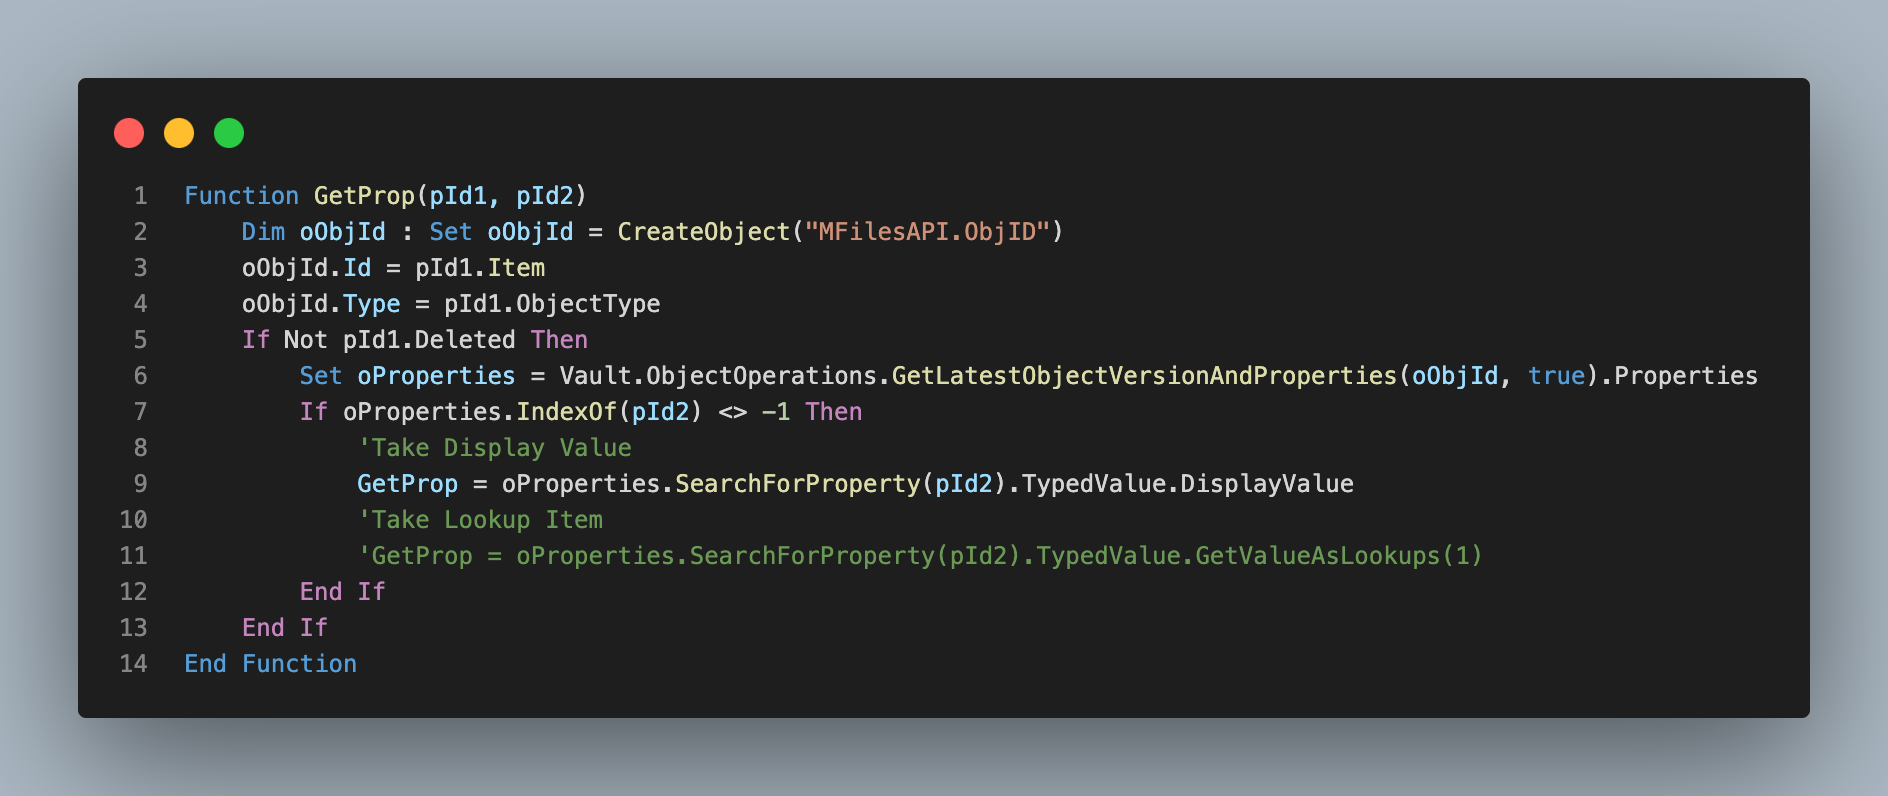 1 Function GetProp(pId1, pId2)
2     Dim oObjId : Set oObjId = CreateObject("MFilesAPI.ObjID")
3     oObjId.Id = pId1.Item
4     oObjId.Type = pId1.ObjectType
5     If Not pId1.Deleted Then
6         Set oProperties = Vault.ObjectOperations.GetLatestObjectVersionAndProperties(oObjId, true).Properties
7         If oProperties.IndexOf(pId2) <> -1 Then
8             'Take Display Value
9             GetProp = oProperties.SearchForProperty(pId2).TypedValue.DisplayValue
10             'Take Lookup Item
11             'GetProp = oProperties.SearchForProperty(pId2).TypedValue.GetValueAsLookups(1)
12         End If
13     End If
14 End Function